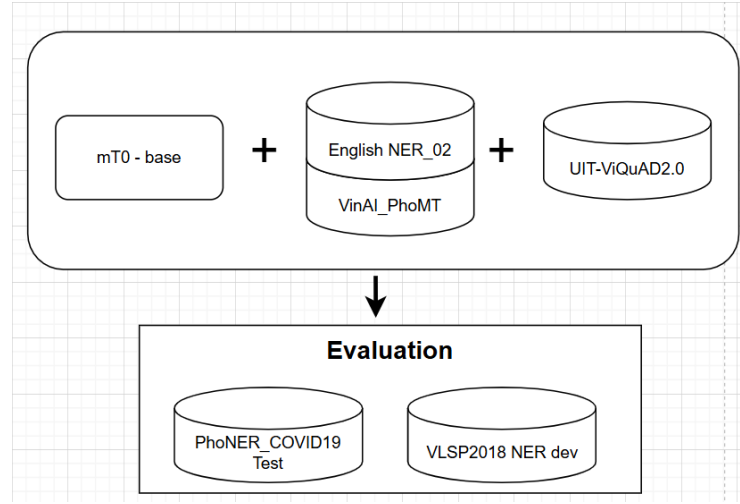 mT0 - base
+
English NER_02
VinAI_PhoMT
+
UIT-ViQuAD2.0
Evaluation
PhoNER_COVID19
Test
VLSP2018 NER dev